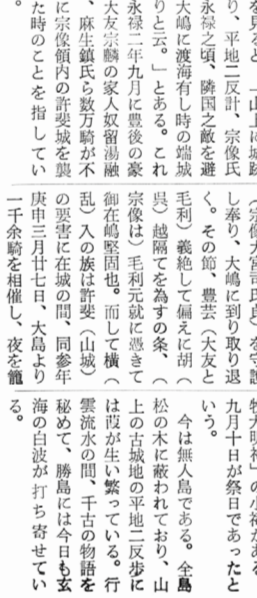 を見ると「一山上に城跡
り、平地二反計、宗像氏
永禄之頃、隣国之敵を避
大嶋に渡海有し時の端城
りと云。」とある。これ
永禄二年九月に豊後の豪
大友宗麟の家人奴留湯融
、麻生鎮氏ら数万騎が不
に宗像領内の許斐城を襲
た時のことを指してい
。
（宗像大宮司氏貞）を守護
し奉り、大嶋に到り取り退
く。その節、豊芸（大友と
毛利）義絶して偏えに胡（
呉）越隔てを為すの条、（
宗像は）毛利元就に憑きて
御在嶋堅固也。而して横（
乱）入の族は許斐（山城）
の要害に在城の間、同参年
庚申三月廿七日、大島より
一千余騎を相催し、夜を籠
牧大明神」の小祠がある
九月十日が祭日であったと
いう。
今は無人島である。全島
松の木に蔽われており、山
上の古城地の平地二反歩に
は葭が生い繁っている。行
雲流水の間、千古の物語を
秘めて、勝島には今日も玄
海の白波が打ち寄せてい
る。